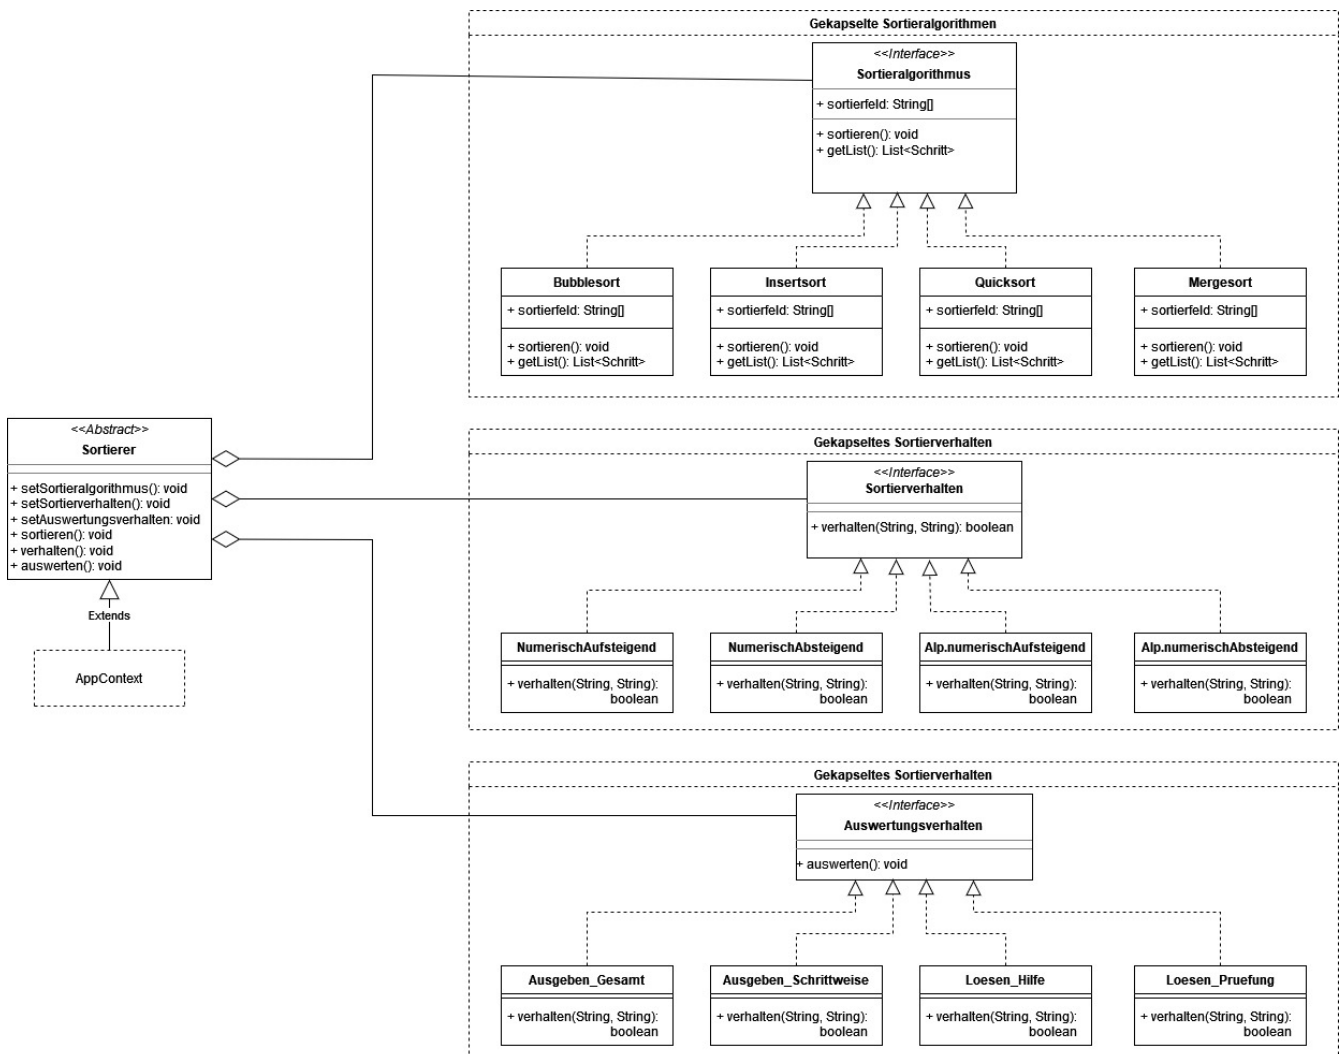 Gekapselte Sortieralgorithmen
<<Interface>>
Sortieralgorithmus
+ sortierfeld: String[]
+ sortieren(): void
+ getList(): List<Schritt>
Bubblesort
+ sortierfeld: String[]
+ sortieren(): void
+ getList(): List<Schritt>
Insertsort
+ sortierfeld: String[]
+ sortieren(): void
+ getList(): List<Schritt>
Quicksort
+ sortierfeld: String[]
+ sortieren(): void
+ getList(): List<Schritt>
Mergesort
+ sortierfeld: String[]
+ sortieren(): void
+ getList(): List<Schritt>
<<Abstract>>
Sortierer
+ setSortieralgorithmus(): void
+ setSortierverhalten(): void
+ setAuswertungsverhalten: void
+ sortieren(): void
+ verhalten(): void
+ auswerten(): void
Extends
AppContext
Gekapseltes Sortierverhalten
<<Interface>>
Sortierverhalten
+ verhalten(String, String): boolean
NumerischAufsteigend
+ verhalten(String, String):
boolean
NumerischAbsteigend
+ verhalten(String, String):
boolean
Alp.numerischAufsteigend
+ verhalten(String, String):
boolean
Alp.numerischAbsteigend
+ verhalten(String, String):
boolean
Gekapseltes Sortierverhalten
<<Interface>>
Auswertungsverhalten
+ auswerten(): void
Ausgeben_Gesamt
+ verhalten(String, String):
boolean
Ausgeben_Schrittweise
+ verhalten(String, String):
boolean
Loesen_Hilfe
+ verhalten(String, String):
boolean
Loesen_Pruefung
+ verhalten(String, String):
boolean